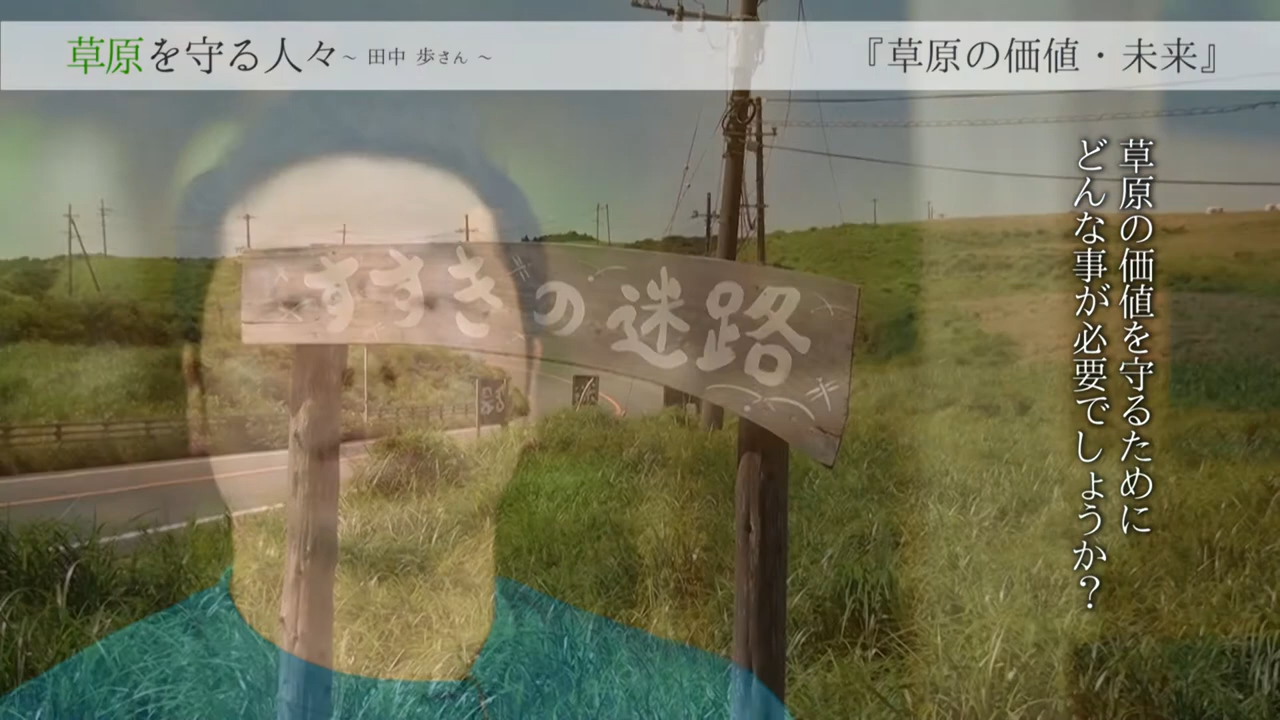 草原を守る人々～ 田中 歩さん ～
『草原の価値・未来』
草原の価値を守るために
どんな事が必要でしょうか？
すすきの迷路